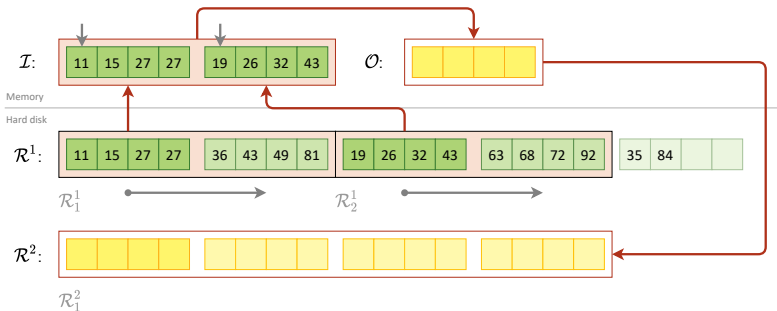 𝓘: 11 15 27 27 19 26 32 43 𝓞:
Memory
Hard disk
𝓡¹: 11 15 27 27 36 43 49 81 19 26 32 43 63 68 72 92 35 84
𝓡¹₁ 𝓡¹₂
𝓡²:
𝓡²₁